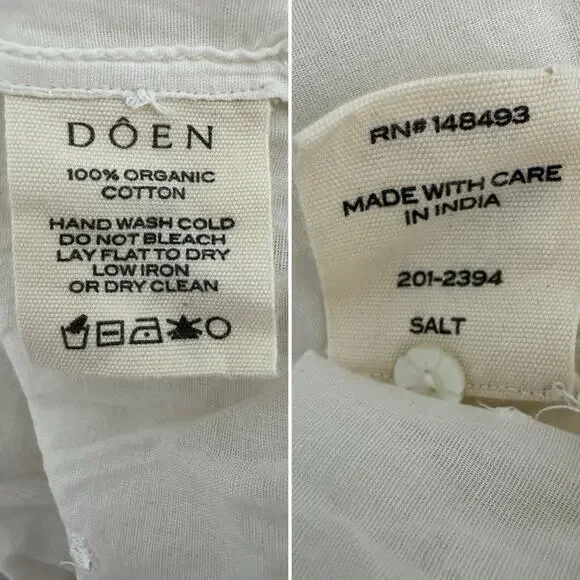 DÔEN
100% ORGANIC
COTTON
HAND WASH COLD
DO NOT BLEACH
LAY FLAT TO DRY
LOW IRON
OR DRY CLEAN
RN# 148493
MADE WITH CARE
IN INDIA
201-2394
SALT